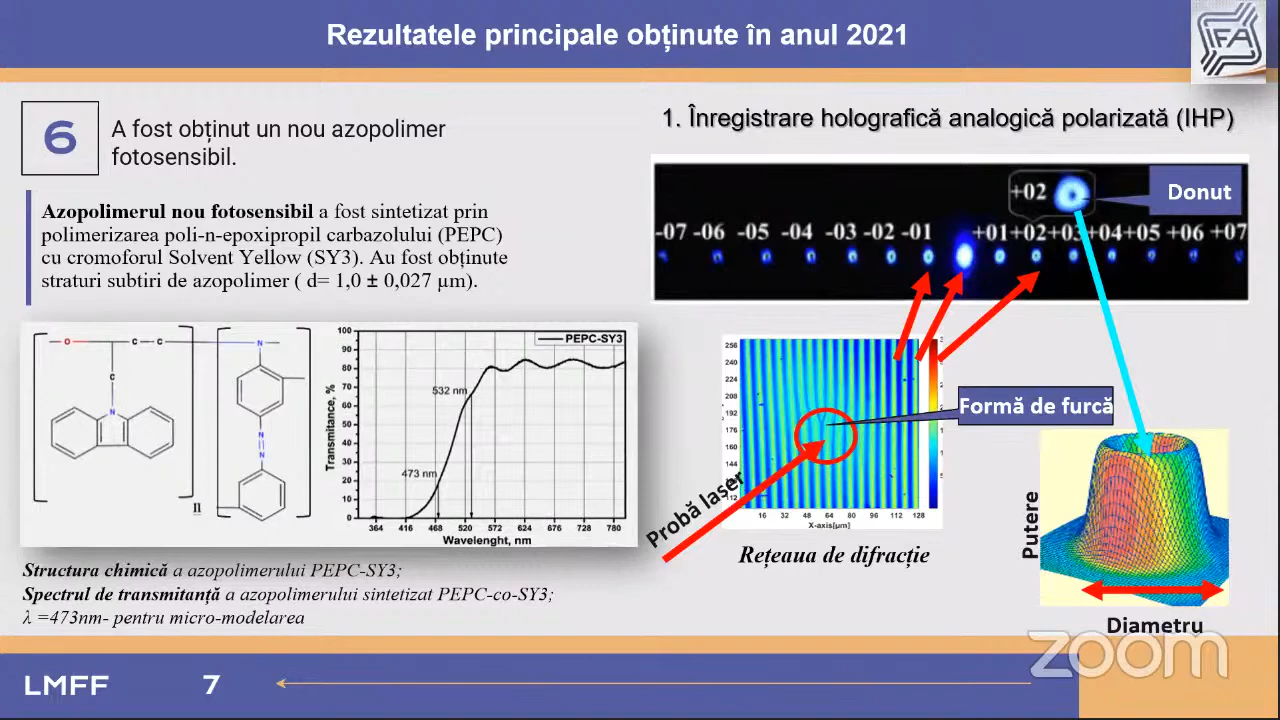 Rezultatele principale obținute în anul 2021
IFA
6
A fost obținut un nou azopolimer
fotosensibil.
Azopolimerul nou fotosensibil a fost sintetizat prin
polimerizarea poli-n-epoxipropil carbazolului (PEPC)
cu cromoforul Solvent Yellow (SY3). Au fost obținute
straturi subtiri de azopolimer ( d= 1,0 ± 0,027 µm).
O
C
C
N
C
N
N
N
n
PEPC-SY3
532 nm
473 nm
Transmitance, %
100
90
80
70
60
50
40
30
20
10
0
364 416 468 520 572 624 676 728 780
Wavelenght, nm
Structura chimică a azopolimerului PEPC-SY3;
Spectrul de transmitanță a azopolimerului sintetizat PEPC-co-SY3;
λ =473nm- pentru micro-modelarea
1. Înregistrare holografică analogică polarizată (IHP)
+02
Donut
-07 -06 -05 -04 -03 -02 -01 +01 +02 +03 +04 +05 +06 +07
256
240
224
208
192
176
160
144
112
16 32 48 64 80 96 112 128
X-axis[µm]
Formă de furcă
Probă laser
Rețeaua de difracție
Putere
Diametru
zoom
LMFF
7